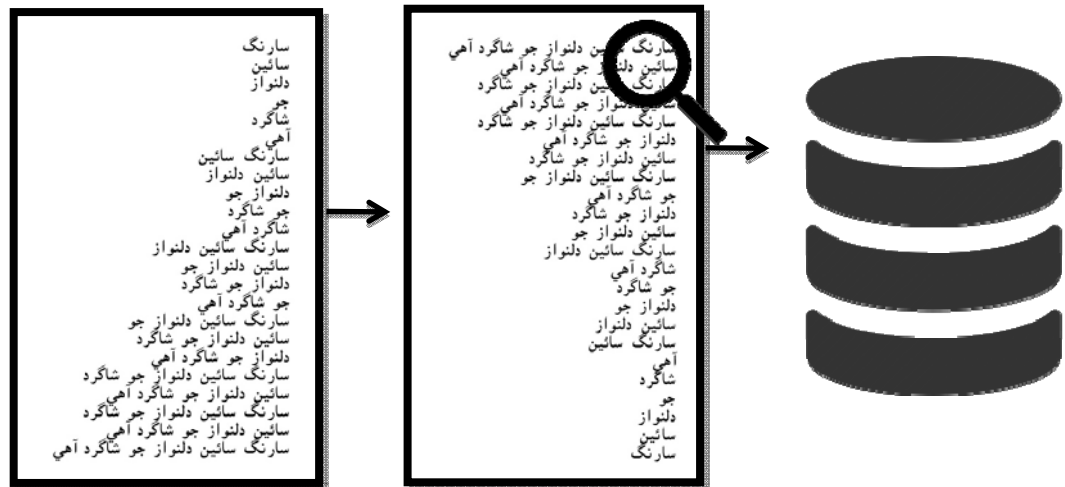 سارنگ
سائين
دلنواز
جو
شاگرد
آهي
سارنگ سائين
سائين دلنواز
دلنواز جو
جو شاگرد
شاگرد آهي
سارنگ سائين دلنواز
سائين دلنواز جو
دلنواز جو شاگرد
جو شاگرد آهي
سارنگ سائين دلنواز جو
سائين دلنواز جو شاگرد
دلنواز جو شاگرد آهي
سارنگ سائين دلنواز جو شاگرد
سائين دلنواز جو شاگرد آهي
سارنگ سائين دلنواز جو شاگرد
سائين دلنواز جو شاگرد آهي
سارنگ سائين دلنواز جو شاگرد آهي
سارنگ سائين دلنواز جو شاگرد آهي
سائين دلنواز جو شاگرد آهي
سارنگ سائين دلنواز جو شاگرد
سائين دلنواز جو شاگرد آهي
سارنگ سائين دلنواز جو شاگرد
دلنواز جو شاگرد آهي
سائين دلنواز جو شاگرد
سارنگ سائين دلنواز جو
جو شاگرد آهي
دلنواز جو شاگرد
سائين دلنواز جو
سارنگ سائين دلنواز
شاگرد آهي
جو شاگرد
دلنواز جو
سائين دلنواز
سارنگ سائين
آهي
شاگرد
جو
دلنواز
سائين
سارنگ